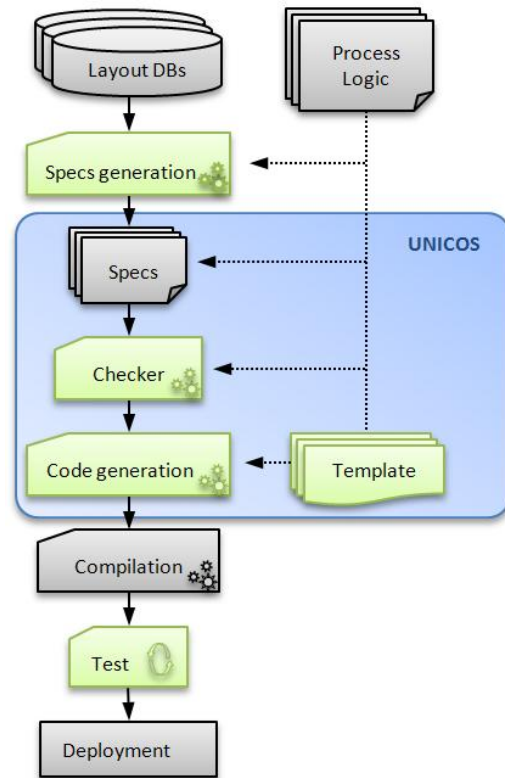 Layout DBs
Process
Logic
Specs generation
UNICOS
Specs
Checker
Code generation
Template
Compilation
Test
Deployment